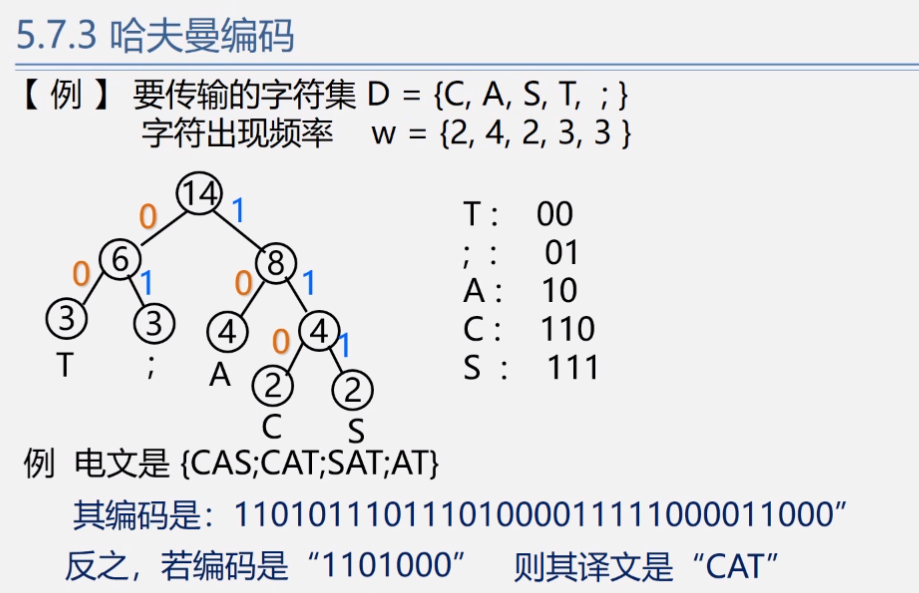 5.7.3 哈夫曼编码
【 例 】 要传输的字符集 D = {C, A, S, T, ; }
字符出现频率 w = {2, 4, 2, 3, 3 }
14
0 1
6 8
0 1 0 1
3 3 4 4
T ; A 0 1
2 2
C S
T : 00
; : 01
A : 10
C : 110
S : 111
例 电文是 {CAS;CAT;SAT;AT}
其编码是：11010111011101000011111000011000”
反之，若编码是“1101000” 则其译文是“CAT”